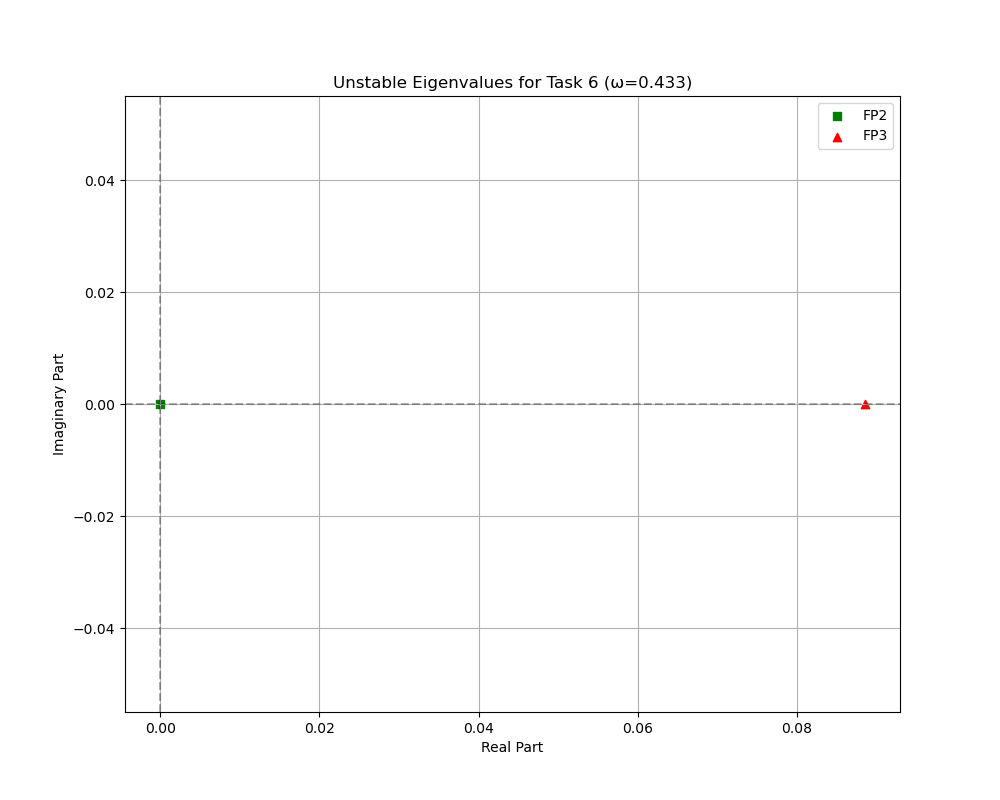 Unstable Eigenvalues for Task 6 (ω=0.433)
FP2
FP3
0.04
0.02
0.00
−0.02
−0.04
Imaginary Part
0.00 0.02 0.04 0.06 0.08
Real Part